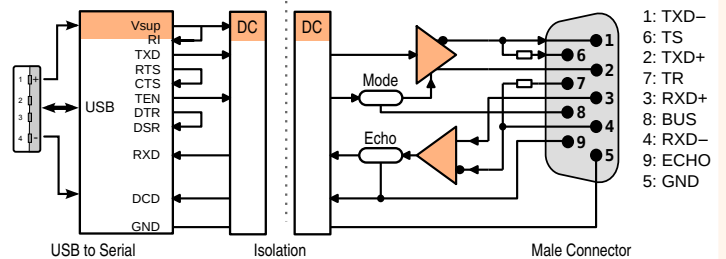 Vsup
RI
TXD
RTS
CTS
TEN
DTR
DSR
RXD
DCD
GND
USB
1 +
2
3
4 -
DC
DC
Mode
Echo
1
6
2
7
3
8
4
9
5
1: TXD–
6: TS
2: TXD+
7: TR
3: RXD+
8: BUS
4: RXD–
9: ECHO
5: GND
USB to Serial
Isolation
Male Connector